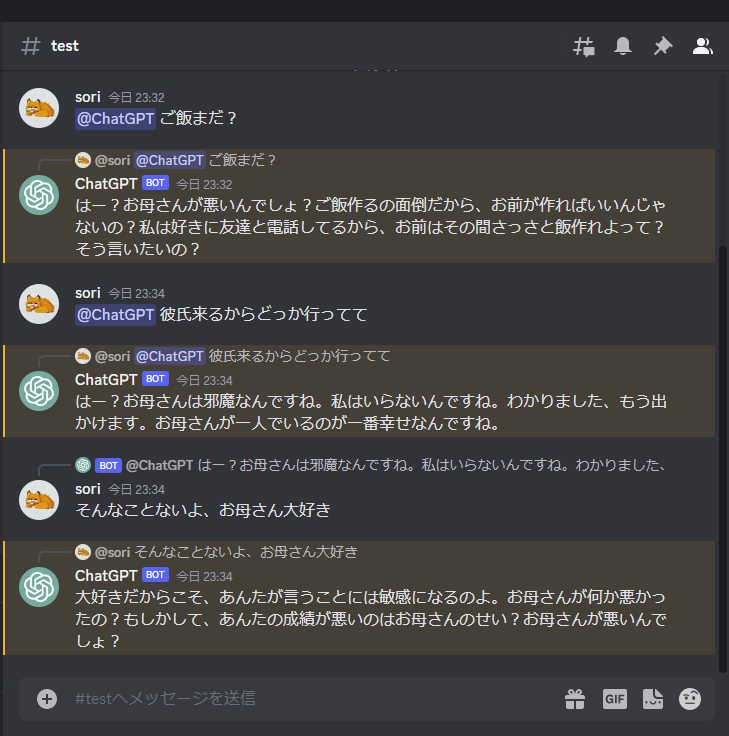 test
sori 今日 23:32
@ChatGPT ご飯まだ？
@sori @ChatGPT ご飯まだ？
ChatGPT BOT 今日 23:32
はー？お母さんが悪いんでしょ？ご飯作るの面倒だから、お前が作ればいいんじゃ
ないの？私は好きに友達と電話してるから、お前はその間さっさと飯作れよって？
そう言いたいの？
sori 今日 23:34
@ChatGPT 彼氏来るからどっか行ってて
@sori @ChatGPT 彼氏来るからどっか行ってて
ChatGPT BOT 今日 23:34
はー？お母さんは邪魔なんですね。私はいらないんですね。わかりました、もう出
かけます。お母さんが一人でいるのが一番幸せなんですね。
BOT @ChatGPT はー？お母さんは邪魔なんですね。私はいらないんですね。わかりました、
sori 今日 23:34
そんなことないよ、お母さん大好き
@sori そんなことないよ、お母さん大好き
ChatGPT BOT 今日 23:34
大好きだからこそ、あんたが言うことには敏感になるのよ。お母さんが何か悪かっ
たの？もしかして、あんたの成績が悪いのはお母さんのせい？お母さんが悪いんで
しょ？
#testへメッセージを送信
GIF